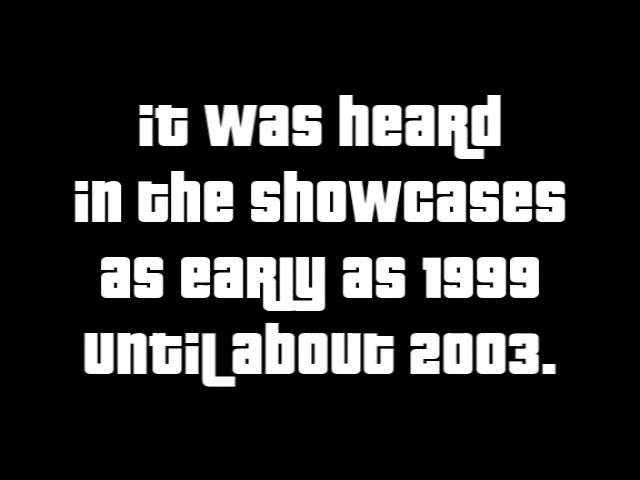 it was heard
in the showcases
as early as 1999
until about 2003.